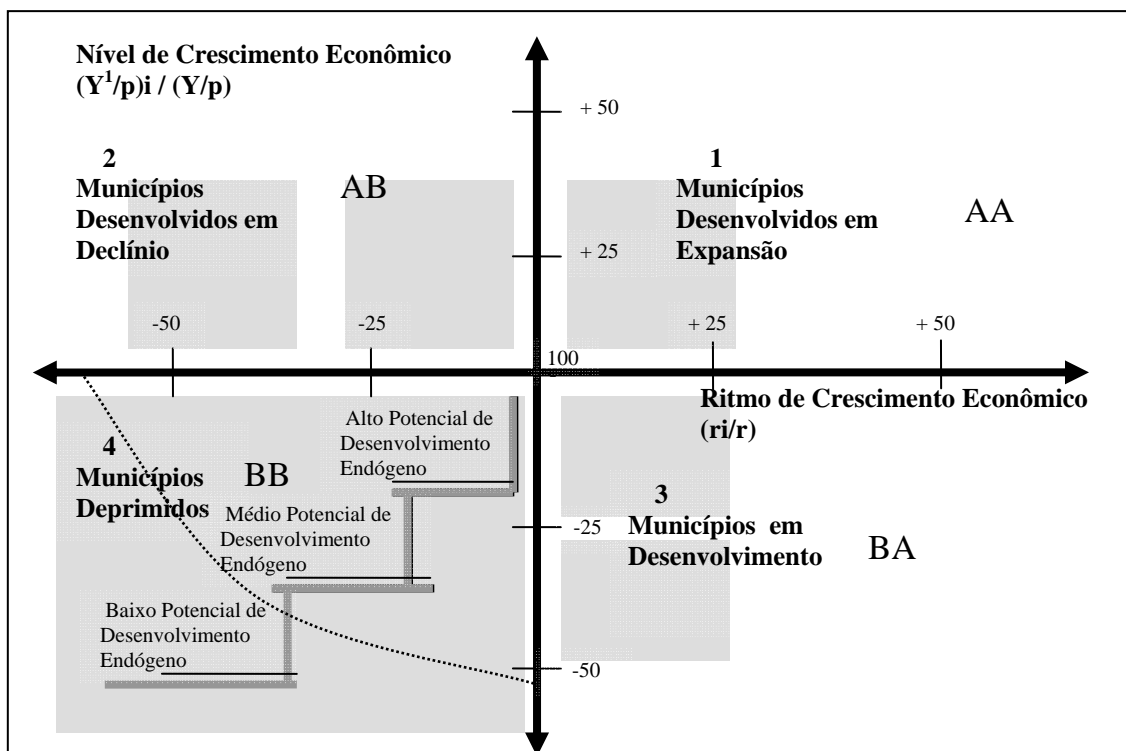 Nível de Crescimento Econômico
(Y¹/p)i / (Y/p)
+ 50
2
Municípios
Desenvolvidos em
Declínio
AB
1
Municípios
Desenvolvidos em
Expansão
AA
+ 25
-50
-25
+ 25
+ 50
100
Ritmo de Crescimento Econômico
(ri/r)
Alto Potencial de
Desenvolvimento
Endógeno
4
Municípios
Deprimidos
BB
Médio Potencial de
Desenvolvimento
Endógeno
-25
3
Municípios em
Desenvolvimento
BA
Baixo Potencial de
Desenvolvimento
Endógeno
-50